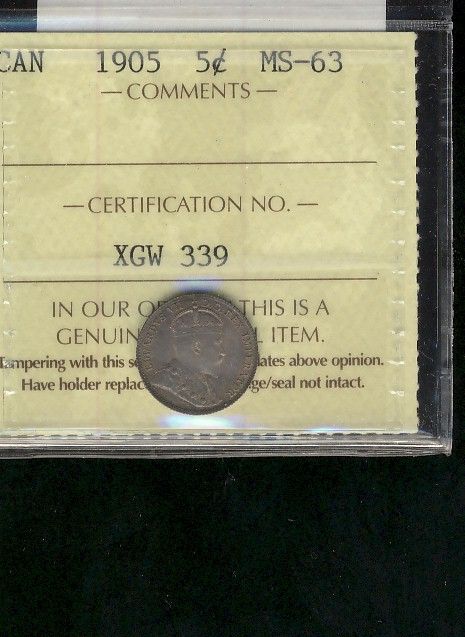 CAN 1905 5¢ MS-63
— COMMENTS —
— CERTIFICATION NO. —
XGW 339
IN OUR THIS IS A
ITEM.
Tampering with this above opinion.
Have holder not intact.